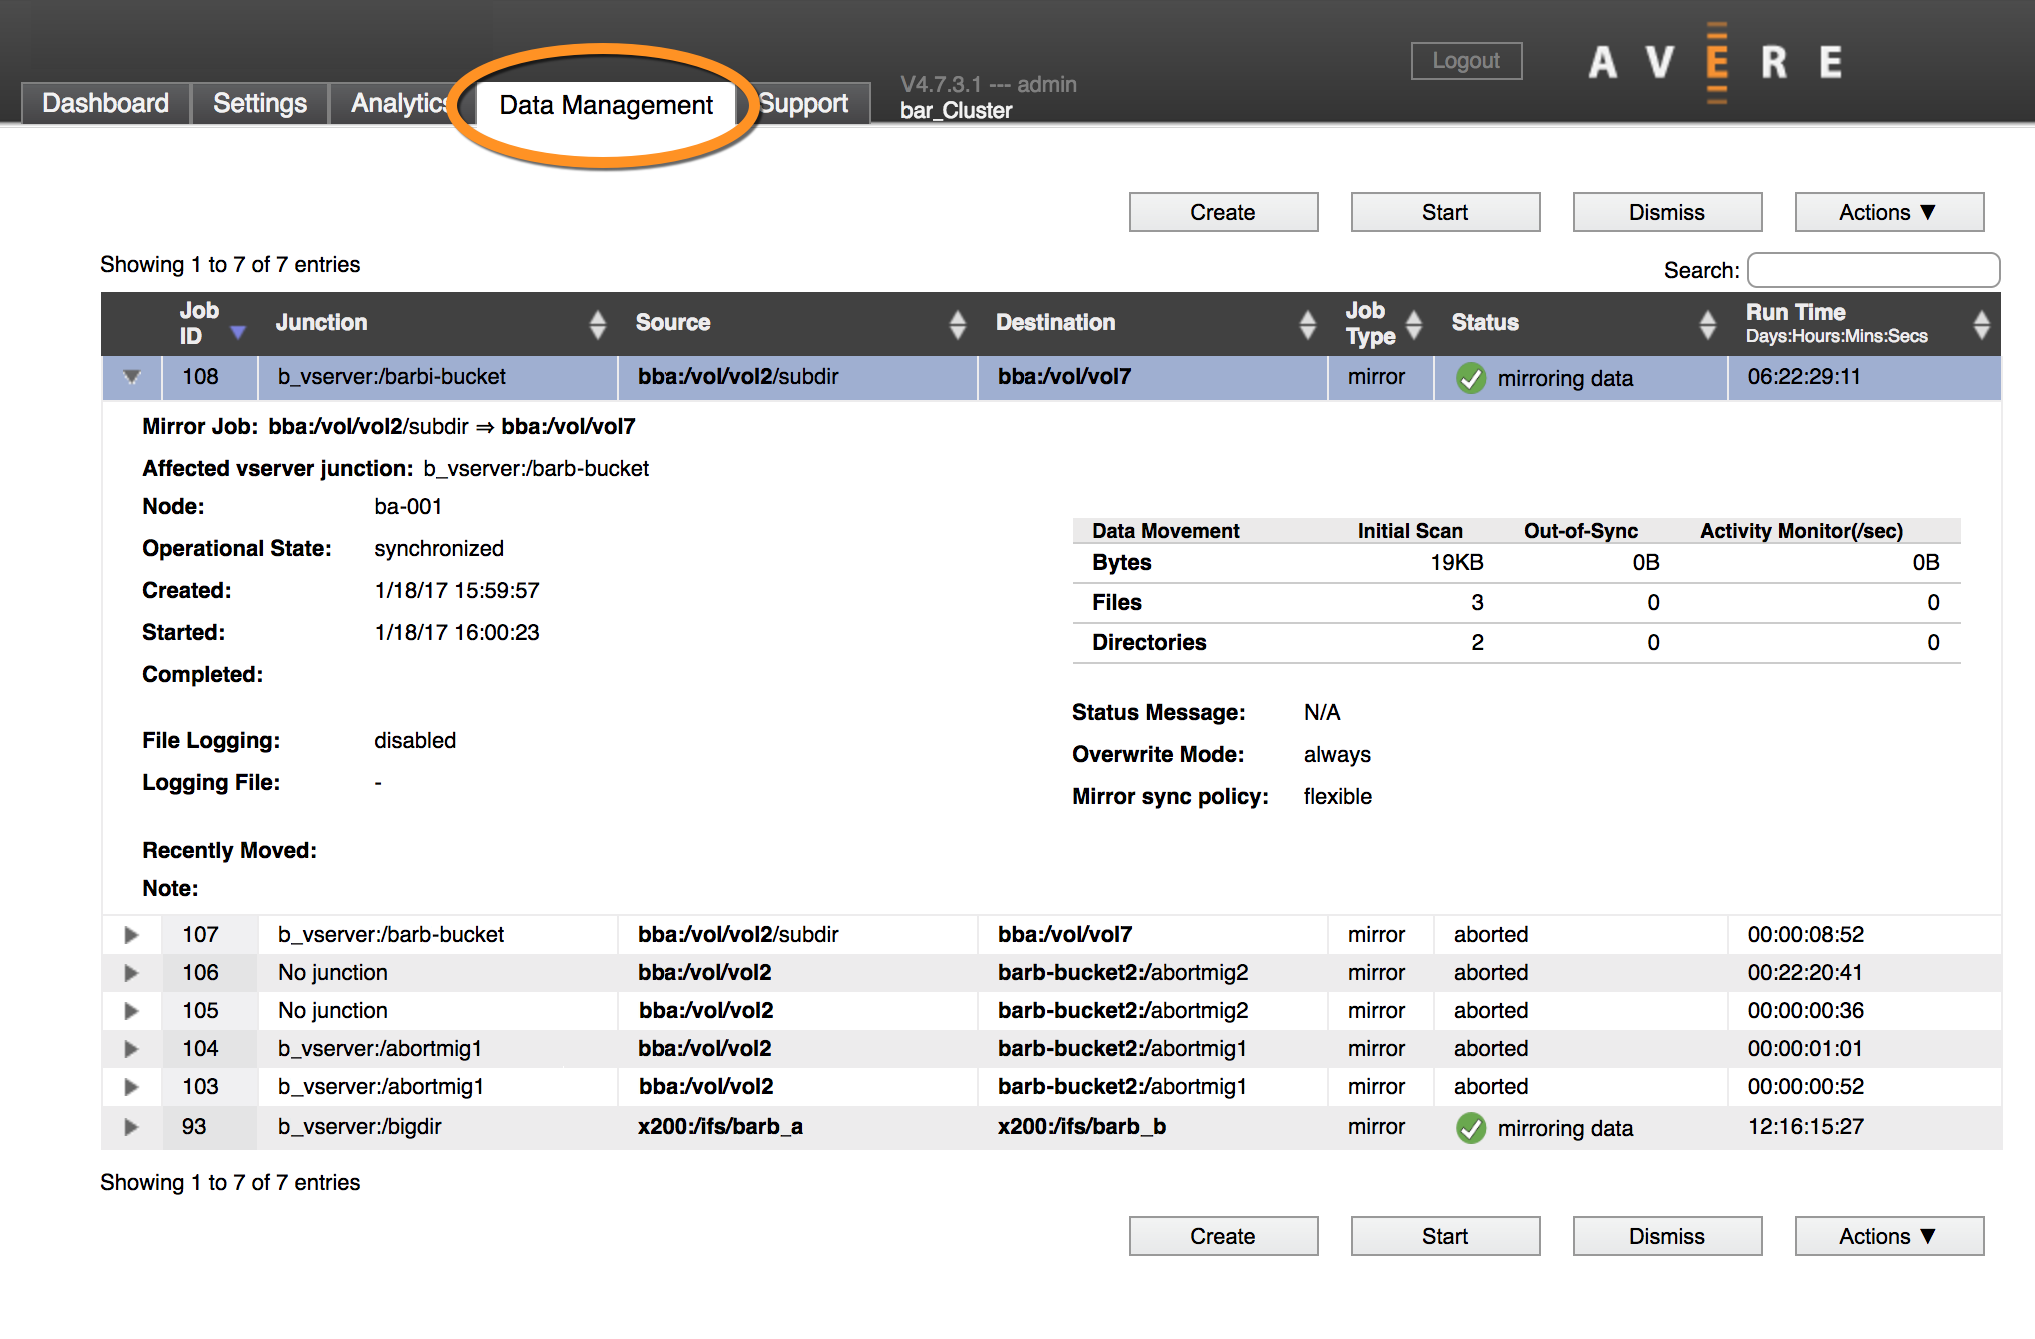 Logout
AVERE
V4.7.3.1 --- admin
Dashboard Settings Analytics Data Management Support bar_Cluster
Create Start Dismiss Actions ▼
Showing 1 to 7 of 7 entries
Search:
Job ID Junction Source Destination Job Type Status Run Time Days:Hours:Mins:Secs
108 b_vserver:/barbi-bucket bba:/vol/vol2/subdir bba:/vol/vol7 mirror mirroring data 06:22:29:11
Mirror Job: bba:/vol/vol2/subdir ⇒ bba:/vol/vol7
Affected vserver junction: b_vserver:/barb-bucket
Node: ba-001
Operational State: synchronized
Created: 1/18/17 15:59:57
Started: 1/18/17 16:00:23
Completed:
File Logging: disabled
Logging File: -
Recently Moved:
Note:
Data Movement Initial Scan Out-of-Sync Activity Monitor(/sec)
Bytes 19KB 0B 0B
Files 3 0 0
Directories 2 0 0
Status Message: N/A
Overwrite Mode: always
Mirror sync policy: flexible
107 b_vserver:/barb-bucket bba:/vol/vol2/subdir bba:/vol/vol7 mirror aborted 00:00:08:52
106 No junction bba:/vol/vol2 barb-bucket2:/abortmig2 mirror aborted 00:22:20:41
105 No junction bba:/vol/vol2 barb-bucket2:/abortmig2 mirror aborted 00:00:00:36
104 b_vserver:/abortmig1 bba:/vol/vol2 barb-bucket2:/abortmig1 mirror aborted 00:00:01:01
103 b_vserver:/abortmig1 bba:/vol/vol2 barb-bucket2:/abortmig1 mirror aborted 00:00:00:52
93 b_vserver:/bigdir x200:/ifs/barb_a x200:/ifs/barb_b mirror mirroring data 12:16:15:27
Showing 1 to 7 of 7 entries
Create Start Dismiss Actions ▼